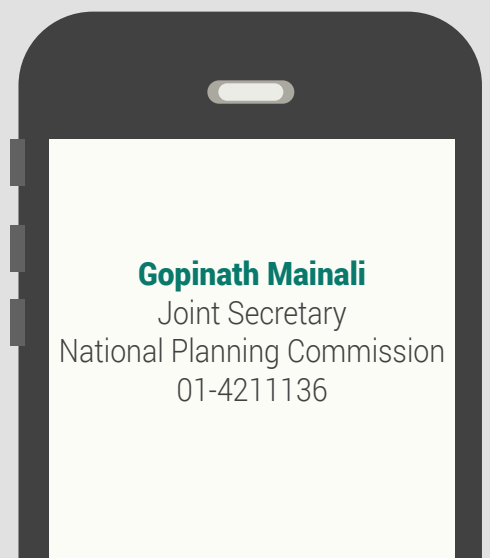 Gopinath Mainali
Joint Secretary
National Planning Commission
01-4211136